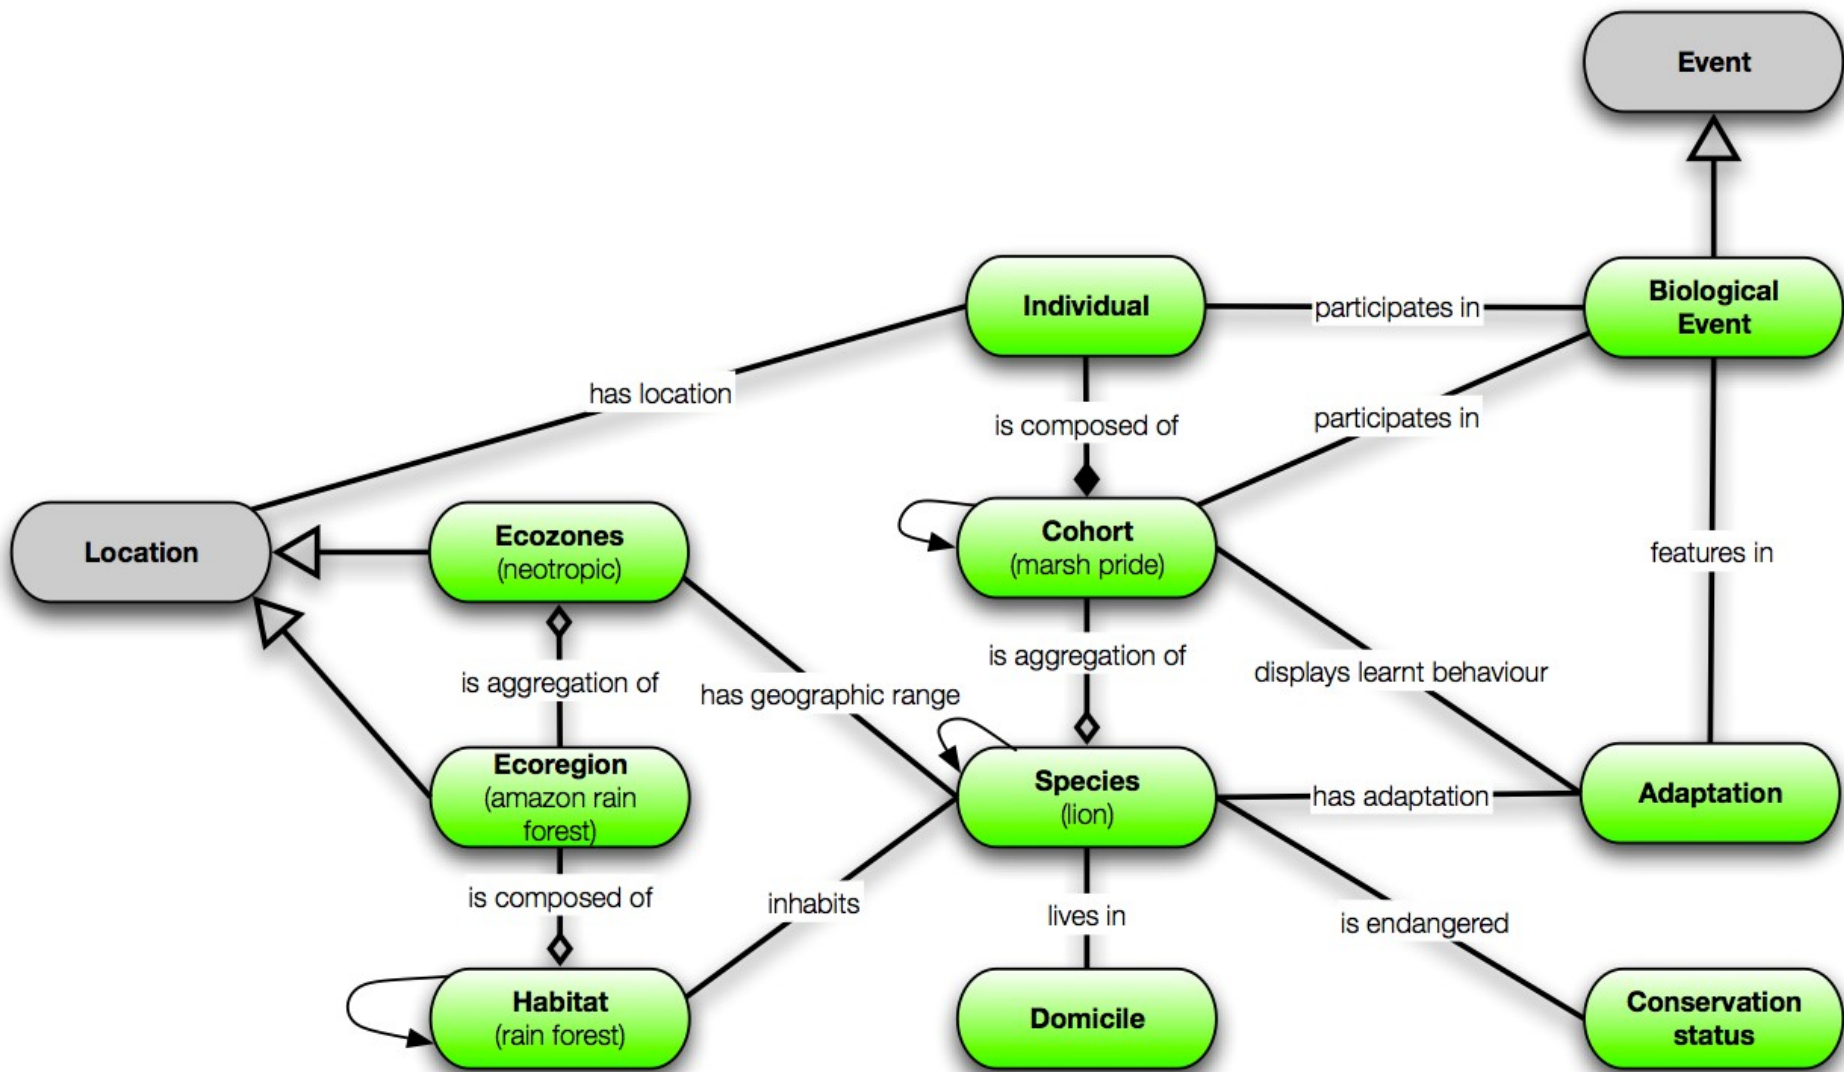 Event
Individual
participates in
Biological
Event
has location
is composed of
participates in
Location
Ecozones
(neotropic)
Cohort
(marsh pride)
features in
is aggregation of
has geographic range
is aggregation of
displays learnt behaviour
Ecoregion
(amazon rain
forest)
Species
(lion)
has adaptation
Adaptation
is composed of
inhabits
lives in
is endangered
Habitat
(rain forest)
Domicile
Conservation
status